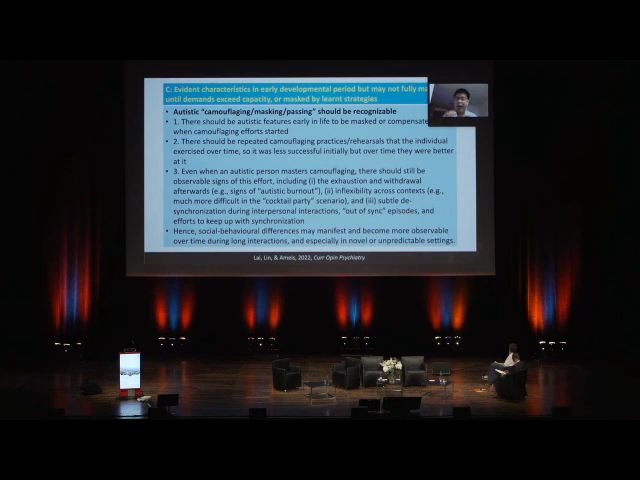 C: Evident characteristics in early developmental period but may not fully ma
until demands exceed capacity, or masked by learnt strategies
• Autistic “camouflaging/masking/passing” should be recognizable
• 1. There should be autistic features early in life to be masked or compensate
when camouflaging efforts started
• 2. There should be repeated camouflaging practices/rehearsals that the individual
exercised over time, so it was less successful initially but over time they were better
at it
• 3. Even when an autistic person masters camouflaging, there should still be
observable signs of this effort, including (i) the exhaustion and withdrawal
afterwards (e.g., signs of “autistic burnout”), (ii) inflexibility across contexts (e.g.,
much more difficult in the “cocktail party” scenario), and (iii) subtle de-
synchronization during interpersonal interactions, “out of sync” episodes, and
efforts to keep up with synchronization
• Hence, social-behavioural differences may manifest and become more observable
over time during long interactions, and especially in novel or unpredictable settings.
Lai, Lin, & Ameis, 2022, Curr Opin Psychiatry